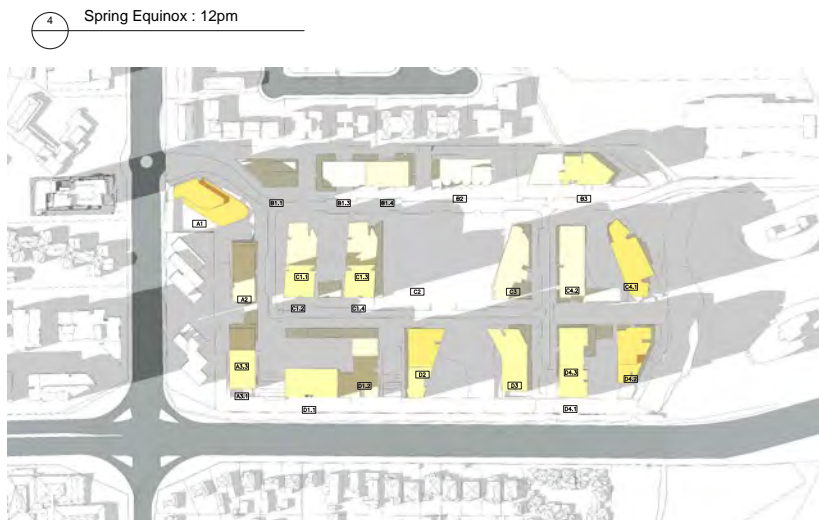 4
Spring Equinox : 12pm
B1.1
B1.3
B1.4
B2
B3
A1
C1.1
C1.3
C2
C3
C4.2
C4.1
A2
C1.2
C1.4
A3.3
D1.2
D2
D3
D4.3
D4.2
A3.1
D1.1
D4.1